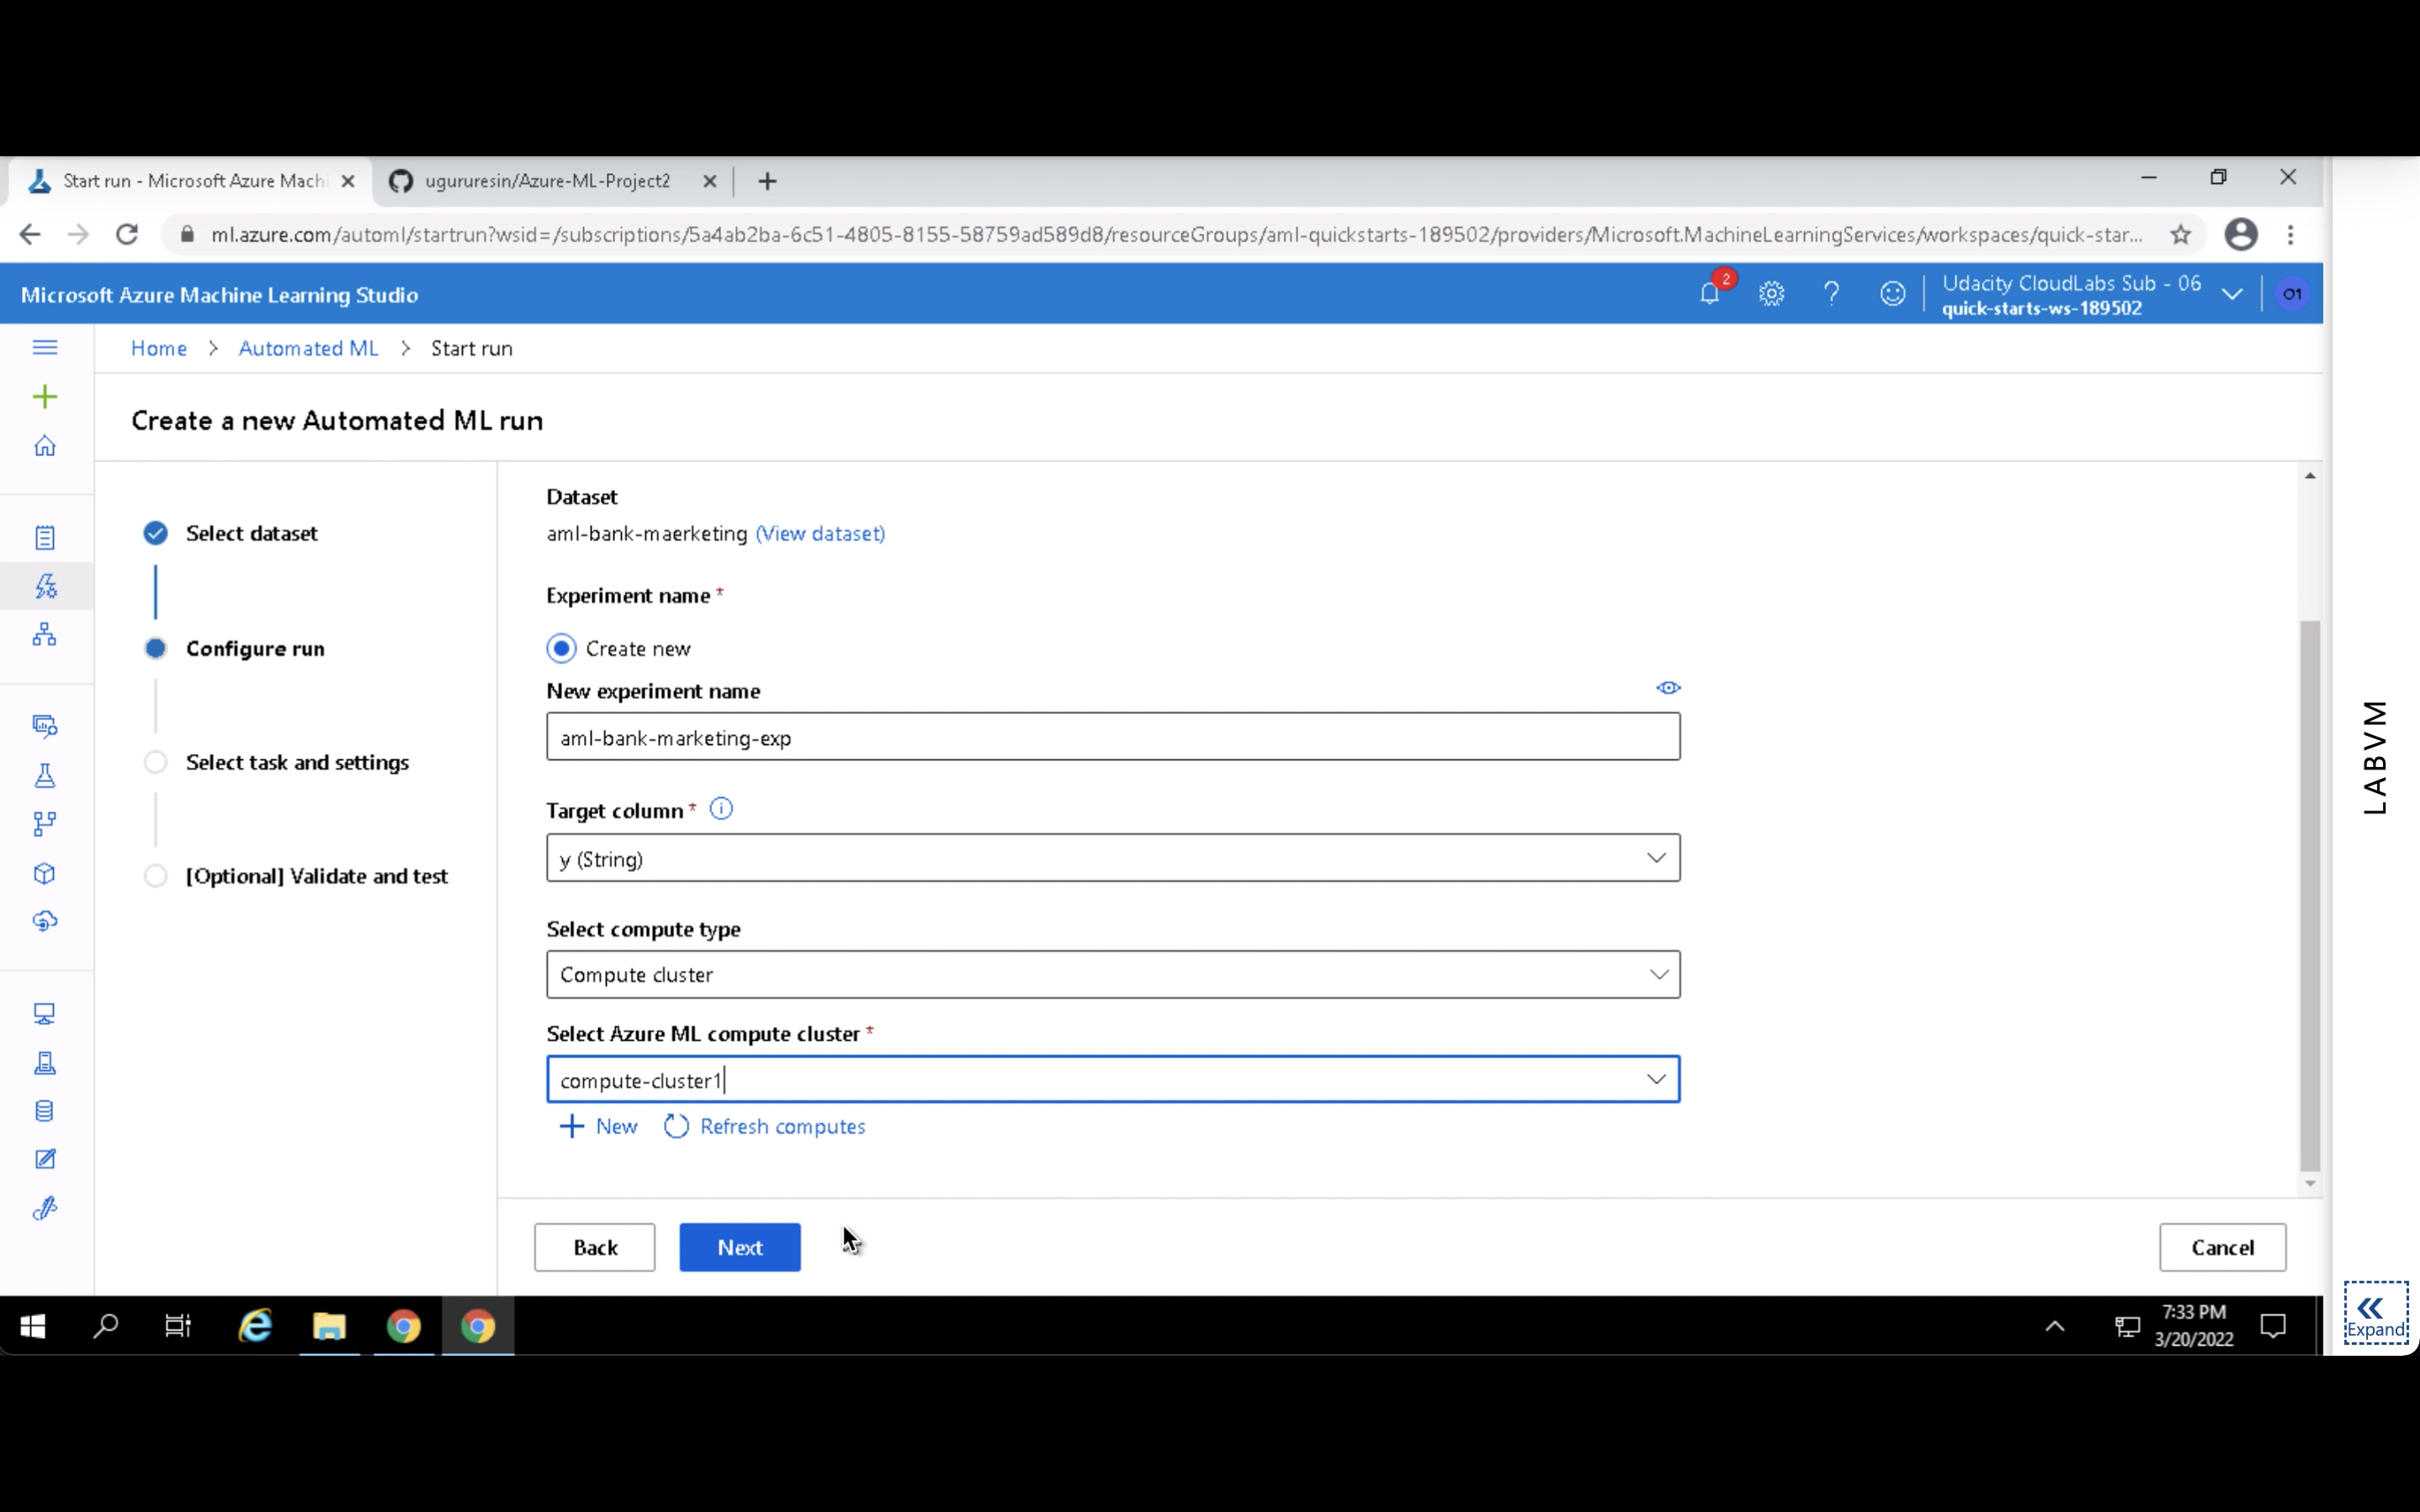 Start run - Microsoft Azure Machi
ugururesin/Azure-ML-Project2
ml.azure.com/automl/startrun?wsid=/subscriptions/5a4ab2ba-6c51-4805-8155-58759ad589d8/resourceGroups/aml-quickstarts-189502/providers/Microsoft.MachineLearningServices/workspaces/quick-star...
Microsoft Azure Machine Learning Studio
2
Udacity CloudLabs Sub - 06
quick-starts-ws-189502
O1
Home > Automated ML > Start run
Create a new Automated ML run
Select dataset
Configure run
Select task and settings
[Optional] Validate and test
Dataset
aml-bank-maerketing (View dataset)
Experiment name *
Create new
New experiment name
aml-bank-marketing-exp
Target column *
y (String)
Select compute type
Compute cluster
Select Azure ML compute cluster *
compute-cluster1
+ New Refresh computes
Back Next Cancel
LABVM
Expand
7:33 PM
3/20/2022